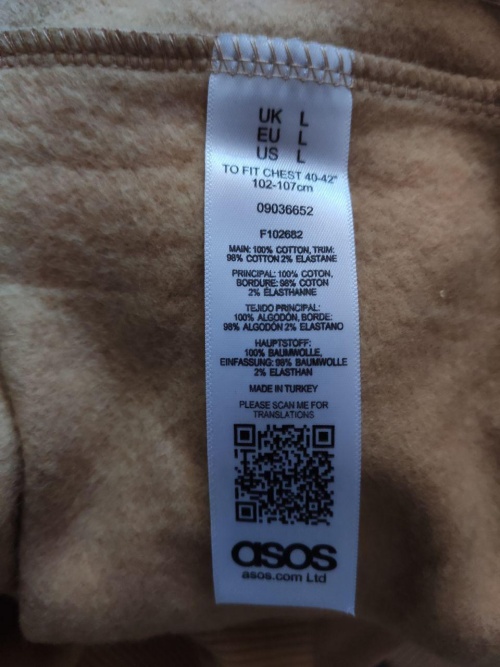 UK L
EU L
US L
TO FIT CHEST 40-42"
102-107cm
09036652
F102682
MAIN: 100% COTTON, TRIM:
98% COTTON 2% ELASTANE
PRINCIPAL: 100% COTON,
BORDURE: 98% COTON
2% ÉLASTHANNE
TEJIDO PRINCIPAL:
100% ALGODÓN, BORDE:
98% ALGODÓN 2% ELASTANO
HAUPTSTOFF:
100% BAUMWOLLE,
EINFASSUNG: 98% BAUMWOLLE
2% ELASTHAN
MADE IN TURKEY
PLEASE SCAN ME FOR
TRANSLATIONS
asos
asos.com Ltd